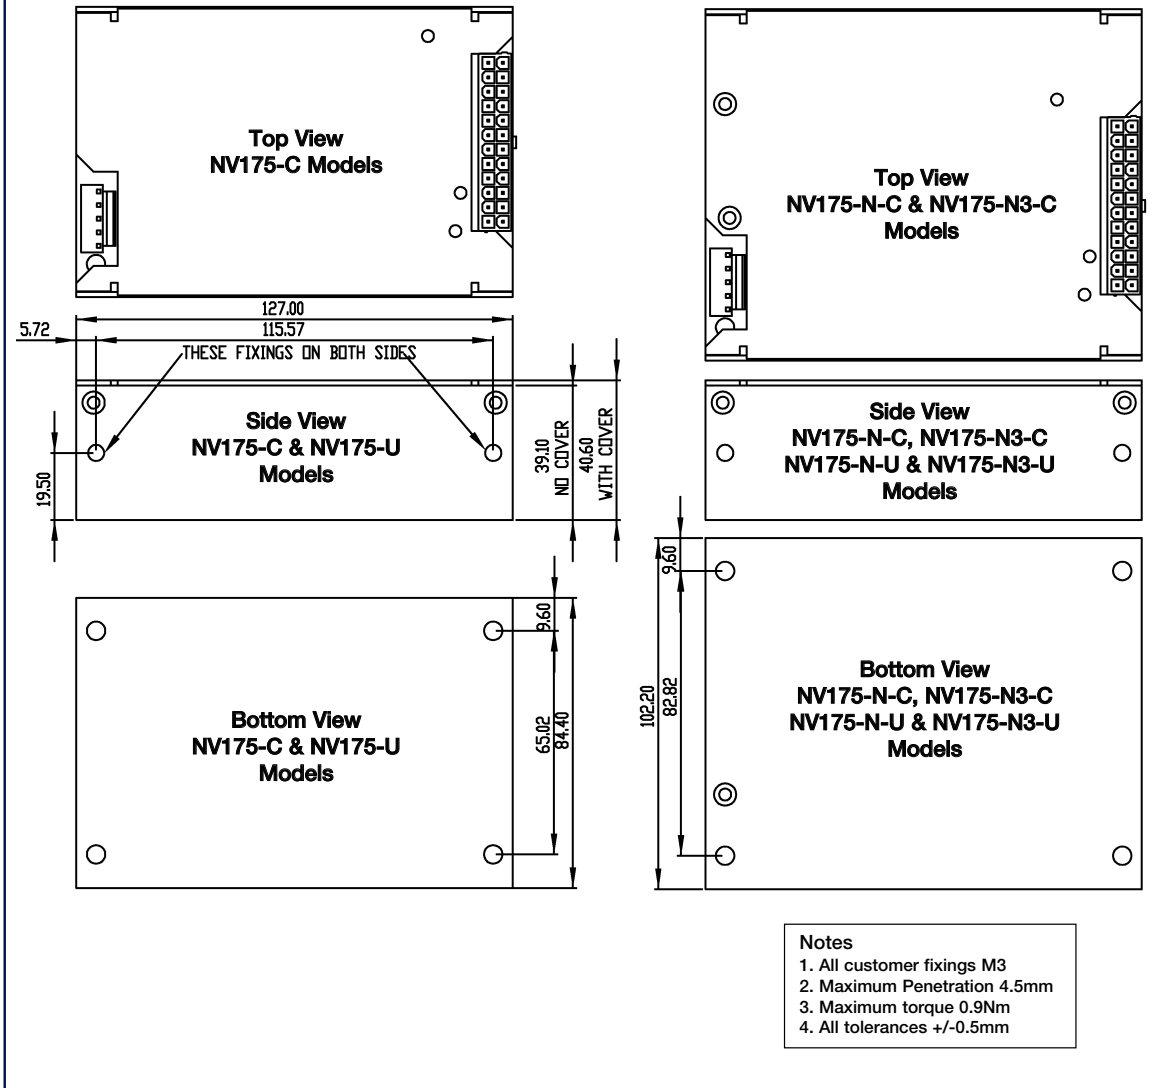 Top View
NV175-C Models
Top View
NV175-N-C & NV175-N3-C
Models
127.00
5.72
115.57
THESE FIXINGS ON BOTH SIDES
Side View
NV175-C & NV175-U
Models
19.50
39.10
NO COVER
40.60
WITH COVER
Side View
NV175-N-C, NV175-N3-C
NV175-N-U & NV175-N3-U
Models
9.60
65.02
84.40
Bottom View
NV175-C & NV175-U
Models
9.60
102.20
82.82
Bottom View
NV175-N-C, NV175-N3-C
NV175-N-U & NV175-N3-U
Models
Notes
1. All customer fixings M3
2. Maximum Penetration 4.5mm
3. Maximum torque 0.9Nm
4. All tolerances +/-0.5mm